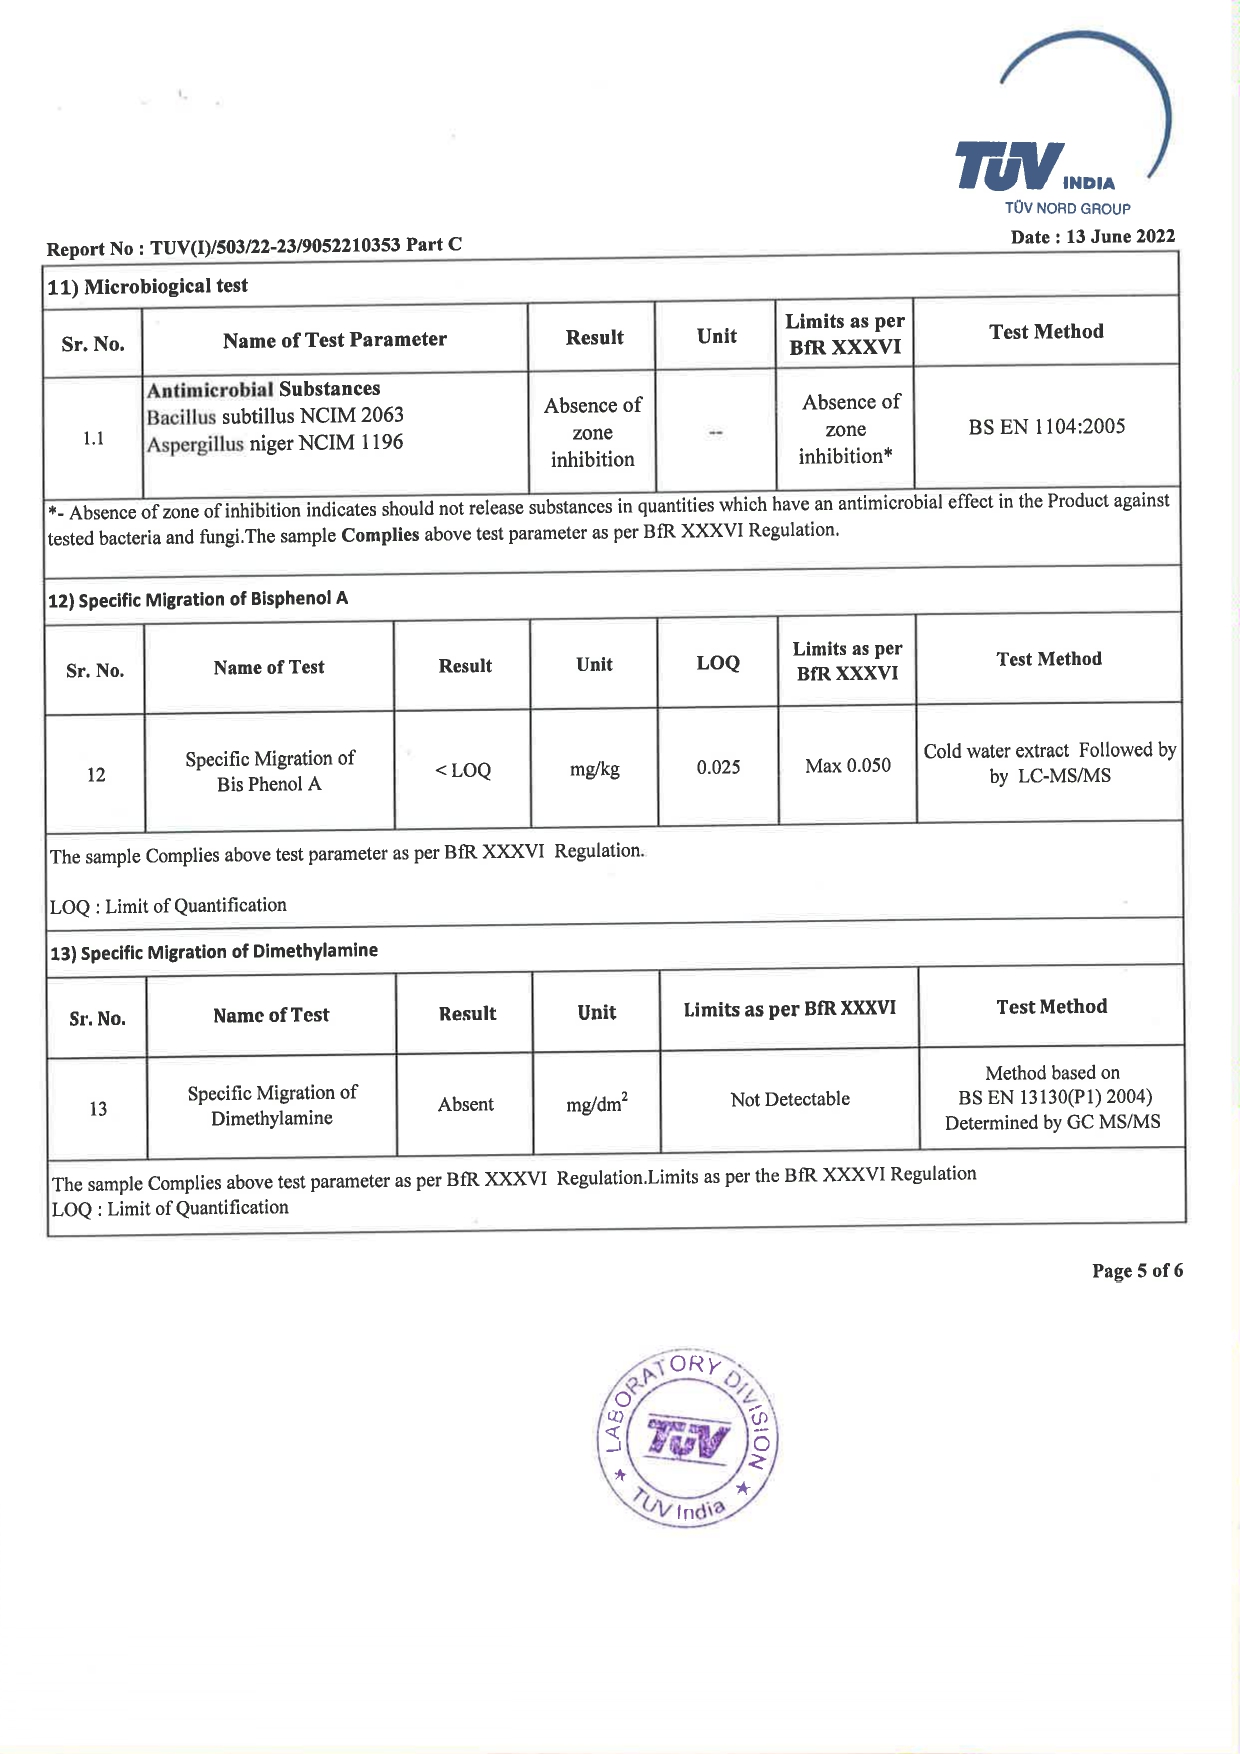 TÜV INDIA
TÜV NORD GROUP
Report No : TUV(I)/503/22-23/9052210353 Part C
Date : 13 June 2022
11) Microbiogical test
Sr. No.
Name of Test Parameter
Result
Unit
Limits as per
BfR XXXVI
Test Method
1.1
Antimicrobial Substances
Bacillus subtillus NCIM 2063
Aspergillus niger NCIM 1196
Absence of
zone
inhibition
--
Absence of
zone
inhibition*
BS EN 1104:2005
*- Absence of zone of inhibition indicates should not release substances in quantities which have an antimicrobial effect in the Product against
tested bacteria and fungi.The sample Complies above test parameter as per BfR XXXVI Regulation.
12) Specific Migration of Bisphenol A
Sr. No.
Name of Test
Result
Unit
LOQ
Limits as per
BfR XXXVI
Test Method
12
Specific Migration of
Bis Phenol A
< LOQ
mg/kg
0.025
Max 0.050
Cold water extract Followed by
by LC-MS/MS
The sample Complies above test parameter as per BfR XXXVI Regulation.
LOQ : Limit of Quantification
13) Specific Migration of Dimethylamine
Sr. No.
Name of Test
Result
Unit
Limits as per BfR XXXVI
Test Method
13
Specific Migration of
Dimethylamine
Absent
mg/dm²
Not Detectable
Method based on
BS EN 13130(P1) 2004)
Determined by GC MS/MS
The sample Complies above test parameter as per BfR XXXVI Regulation.Limits as per the BfR XXXVI Regulation
LOQ : Limit of Quantification
Page 5 of 6
LABORATORY DIVISION
TÜV
TUV India